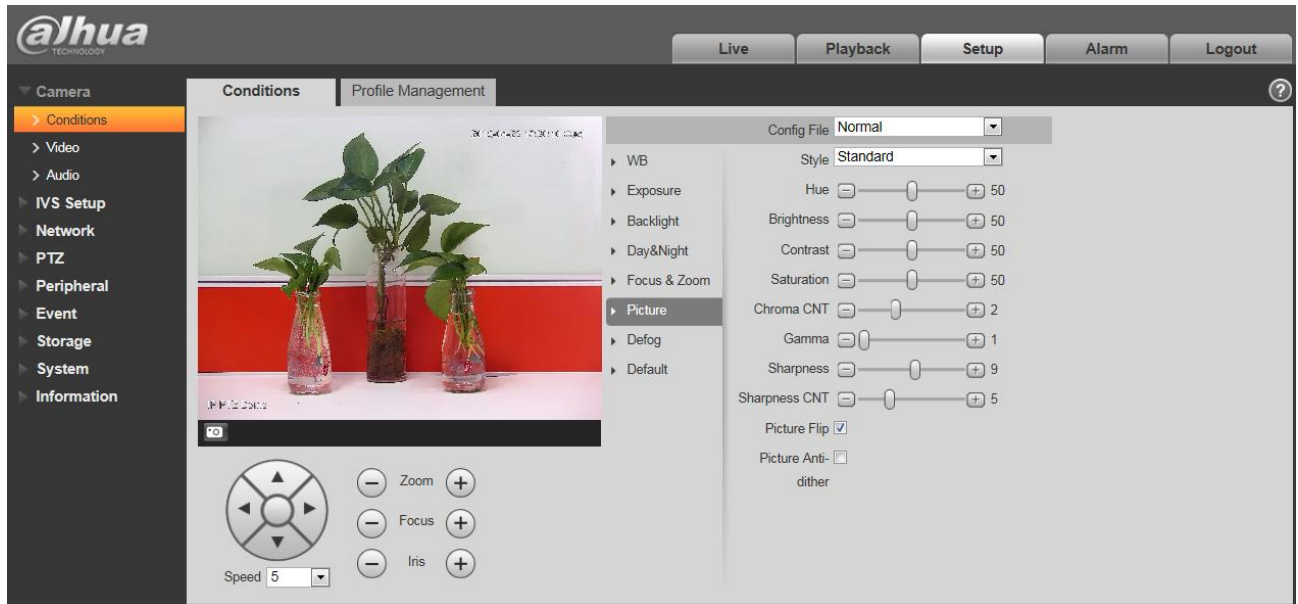 alhua
TECHNOLOGY
Live
Playback
Setup
Alarm
Logout
Camera
Conditions
Video
Audio
IVS Setup
Network
PTZ
Peripheral
Event
Storage
System
Information
Conditions
Profile Management
?
WB
Exposure
Backlight
Day&Night
Focus & Zoom
Picture
Defog
Default
Config File Normal
Style Standard
Hue 50
Brightness 50
Contrast 50
Saturation 50
Chroma CNT 2
Gamma 1
Sharpness 9
Sharpness CNT 5
Picture Flip
Picture Anti-
dither
Zoom
Focus
Iris
Speed 5